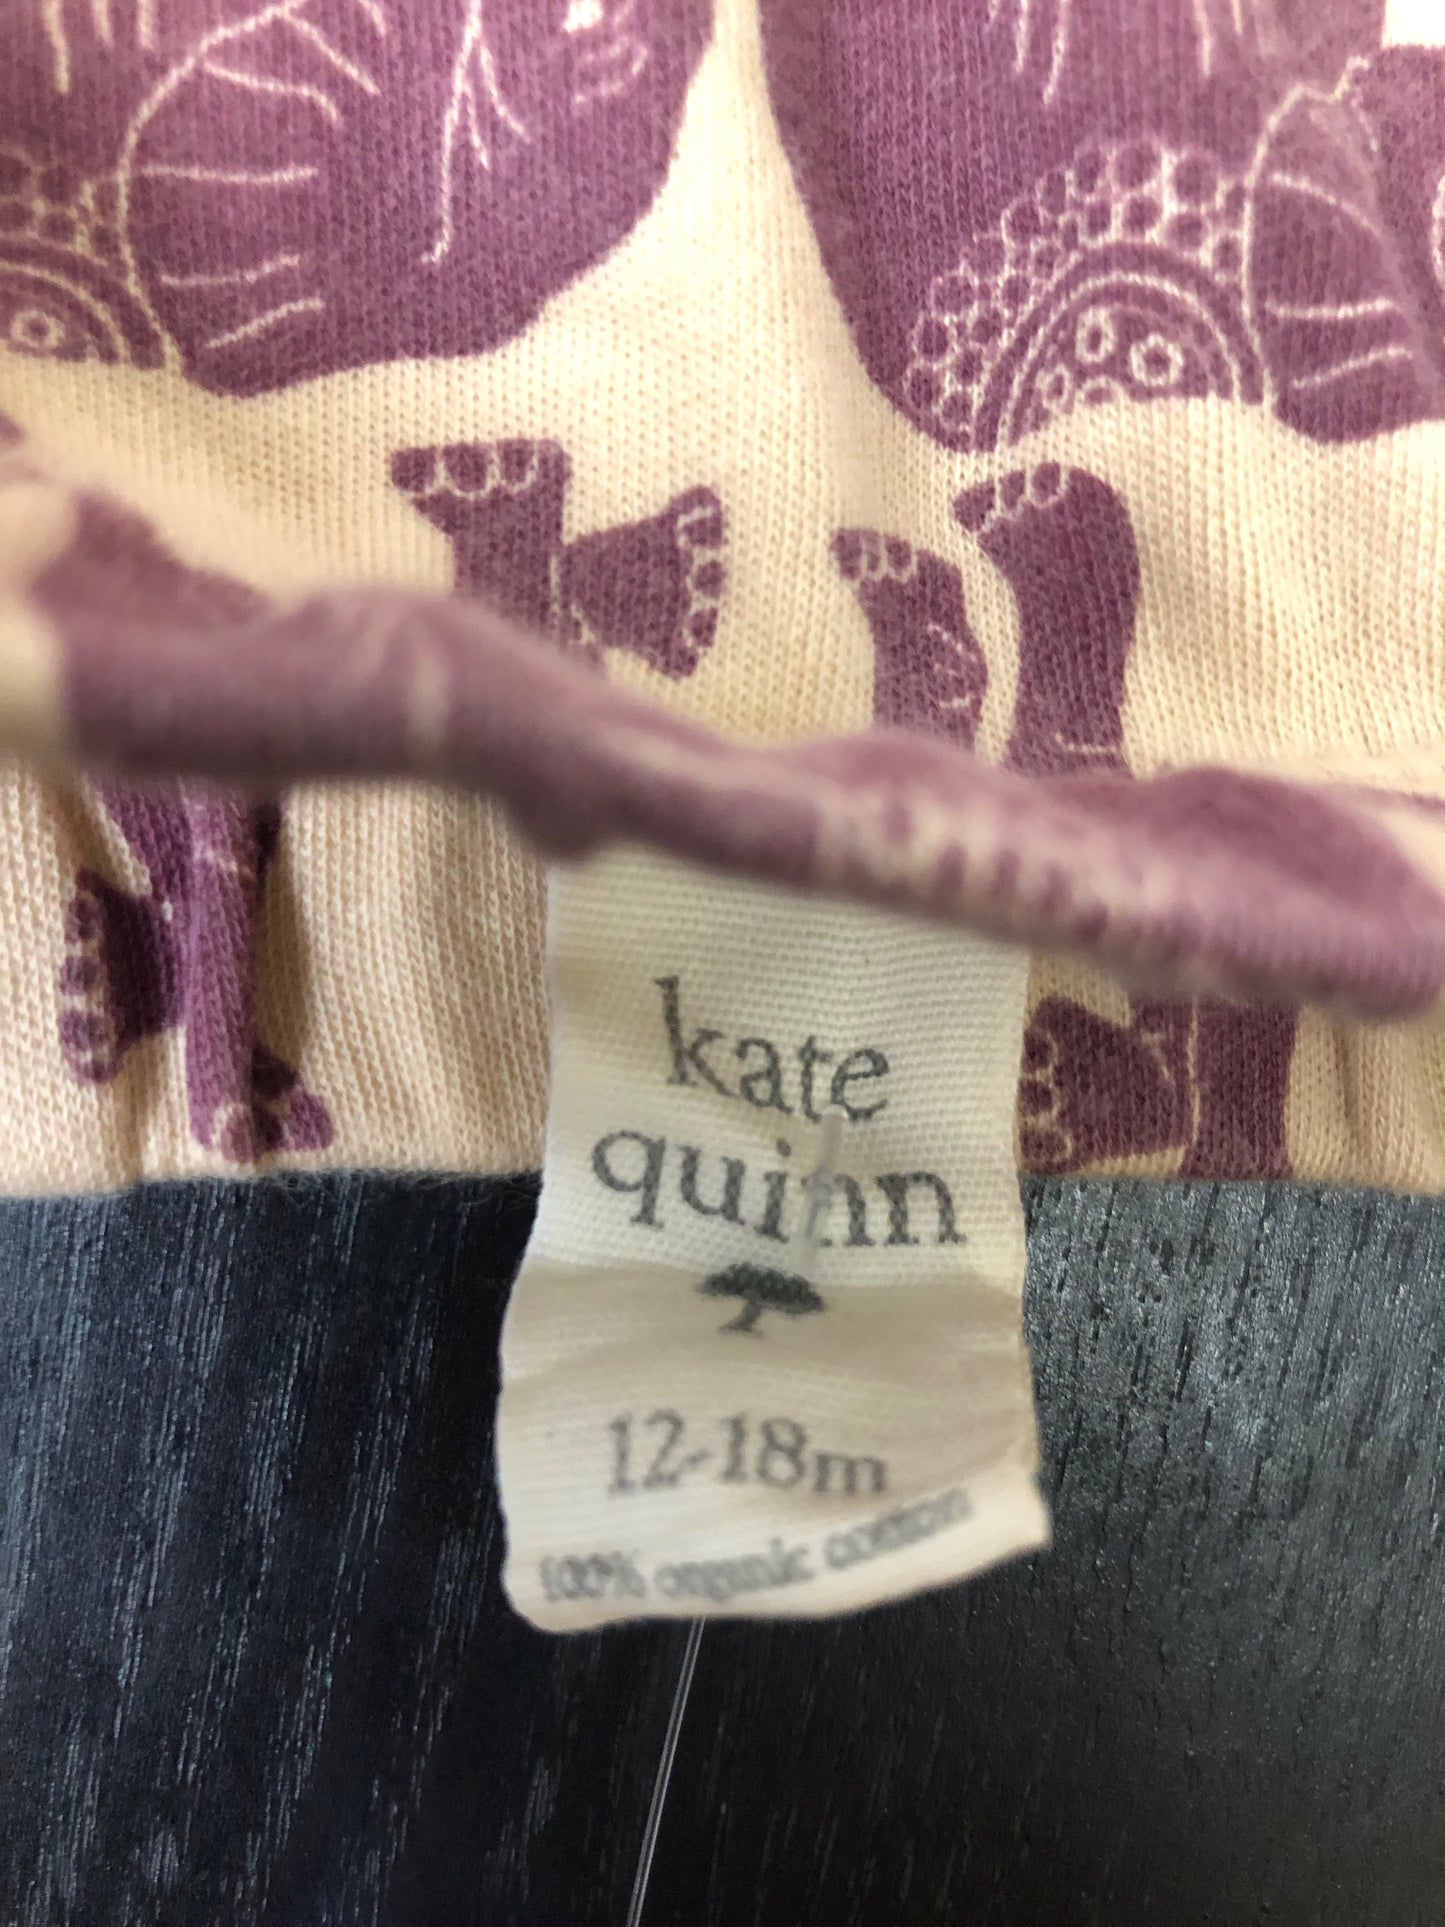 kate
quinn
12-18m
100% organic cotton